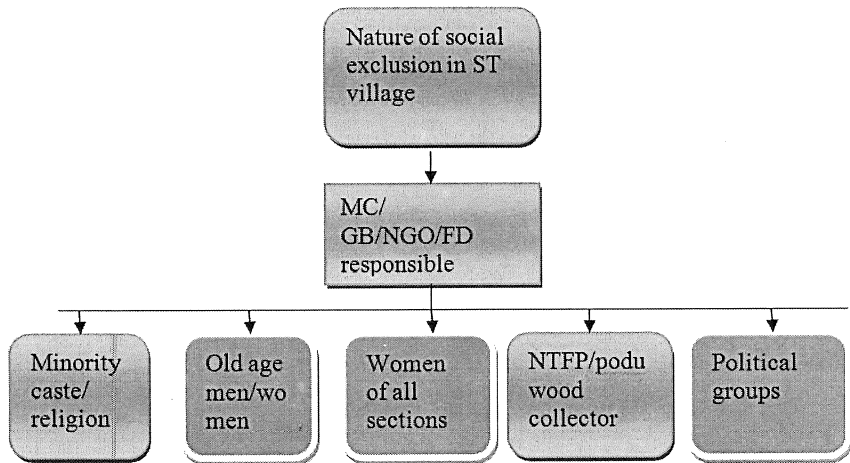 Nature of social
exclusion in ST
village
MC/
GB/NGO/FD
responsible
Minority
caste/
religion
Old age
men/wo
men
Women
of all
sections
NTFP/podu
wood
collector
Political
groups